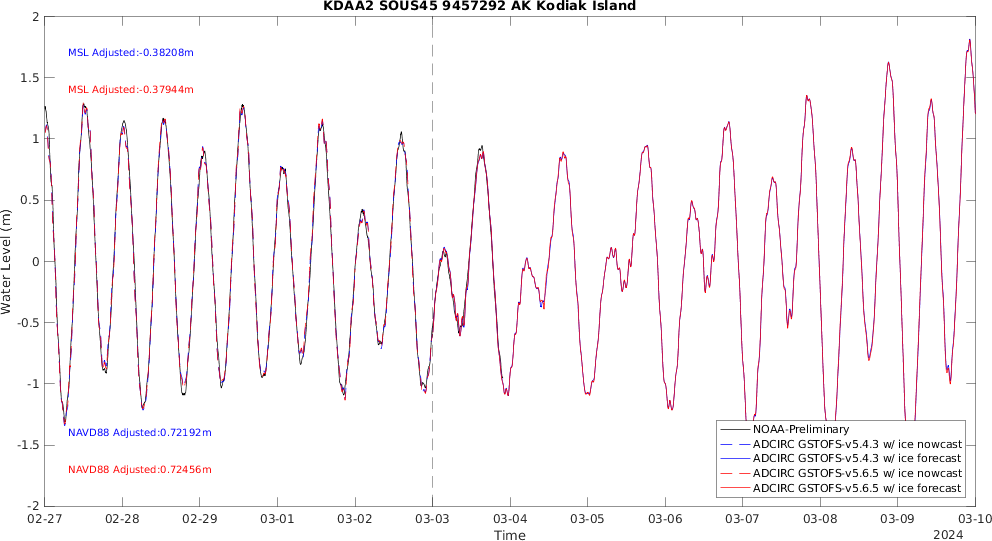 KDAA2 SOUS45 9457292 AK Kodiak Island
MSL Adjusted:-0.38208m
MSL Adjusted:-0.37944m
NAVD88 Adjusted:0.72192m
NAVD88 Adjusted:0.72456m
Water Level (m)
2
1.5
1
0.5
0
-0.5
-1
-1.5
-2
NOAA-Preliminary
ADCIRC GSTOFS-v5.4.3 w/ ice nowcast
ADCIRC GSTOFS-v5.4.3 w/ ice forecast
ADCIRC GSTOFS-v5.6.5 w/ ice nowcast
ADCIRC GSTOFS-v5.6.5 w/ ice forecast
02-27 02-28 02-29 03-01 03-02 03-03 03-04 03-05 03-06 03-07 03-08 03-09 03-10
Time
2024